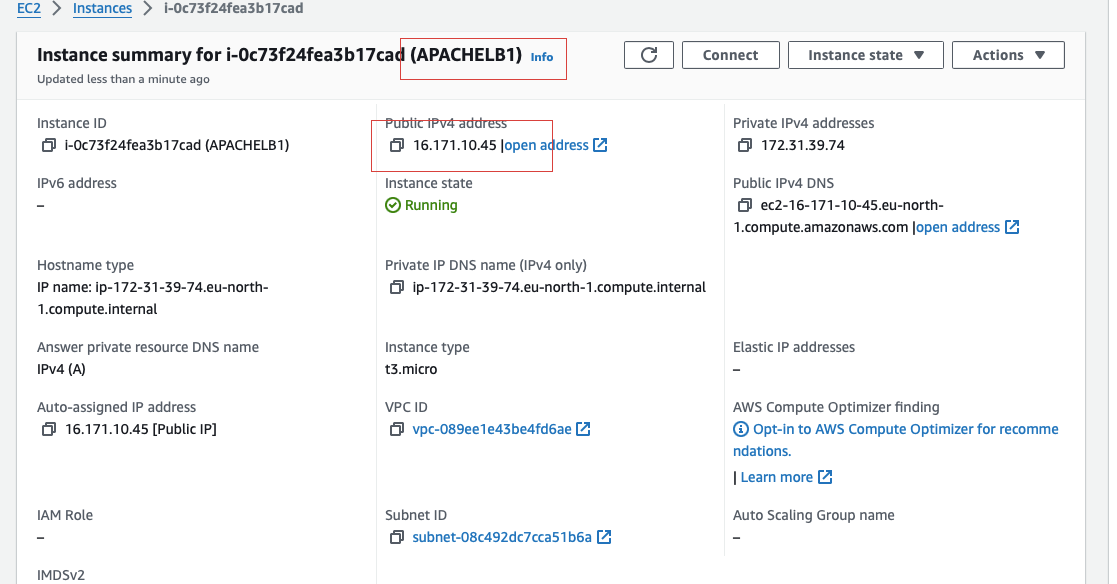 EC2 > Instances > i-0c73f24fea3b17cad
Instance summary for i-0c73f24fea3b17cad (APACHELB1) Info
Connect
Instance state
Actions
Updated less than a minute ago
Instance ID
i-0c73f24fea3b17cad (APACHELB1)
Public IPv4 address
16.171.10.45 |open address
Private IPv4 addresses
172.31.39.74
IPv6 address
–
Instance state
Running
Public IPv4 DNS
ec2-16-171-10-45.eu-north-
1.compute.amazonaws.com |open address
Hostname type
IP name: ip-172-31-39-74.eu-north-
1.compute.internal
Private IP DNS name (IPv4 only)
ip-172-31-39-74.eu-north-1.compute.internal
Answer private resource DNS name
IPv4 (A)
Instance type
t3.micro
Elastic IP addresses
–
Auto-assigned IP address
16.171.10.45 [Public IP]
VPC ID
vpc-089ee1e43be4fd6ae
AWS Compute Optimizer finding
Opt-in to AWS Compute Optimizer for recomme
ndations.
| Learn more
IAM Role
–
Subnet ID
subnet-08c492dc7cca51b6a
Auto Scaling Group name
–
IMDSv2